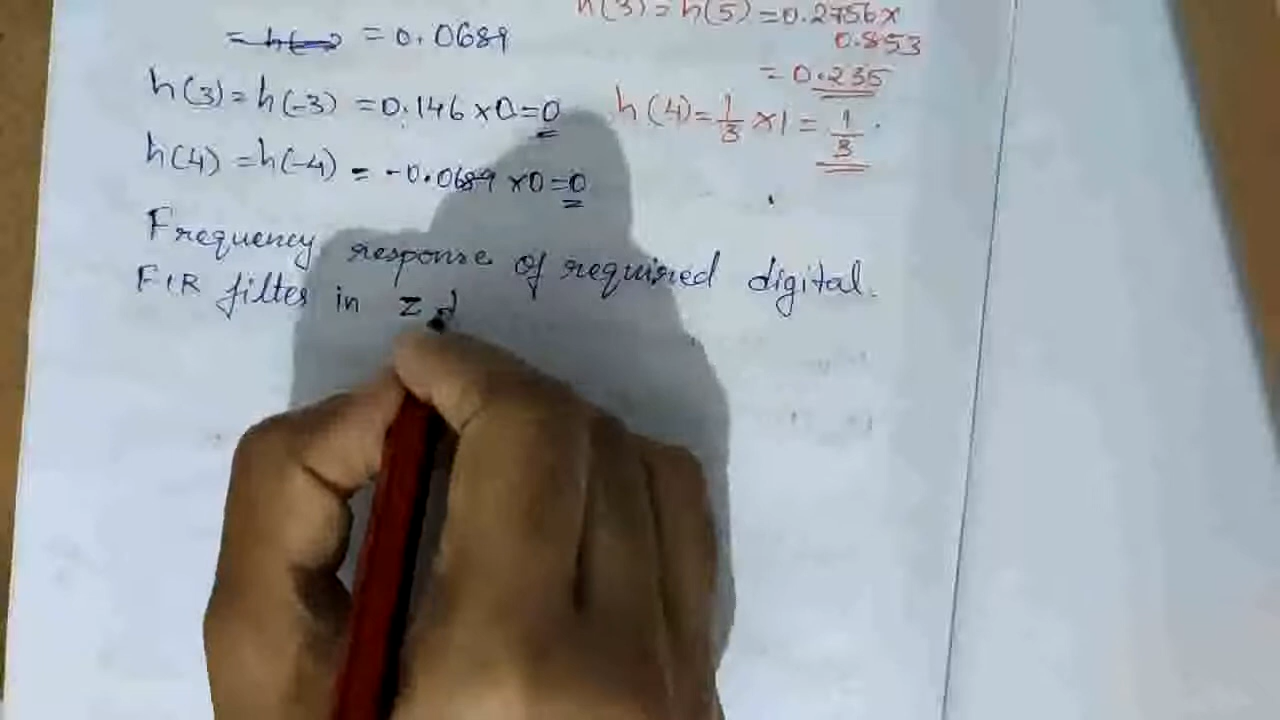 = 0.0689
h(3) = h(-3) = 0.146 × 0 = 0
h(4) = h(-4) = -0.0689 × 0 = 0
h(3) = h(5) = 0.2756 ×
0.853
= 0.235
h(4) = 1/3 × 1 = 1/3.
Frequency response of required digital.
FIR filter in z d